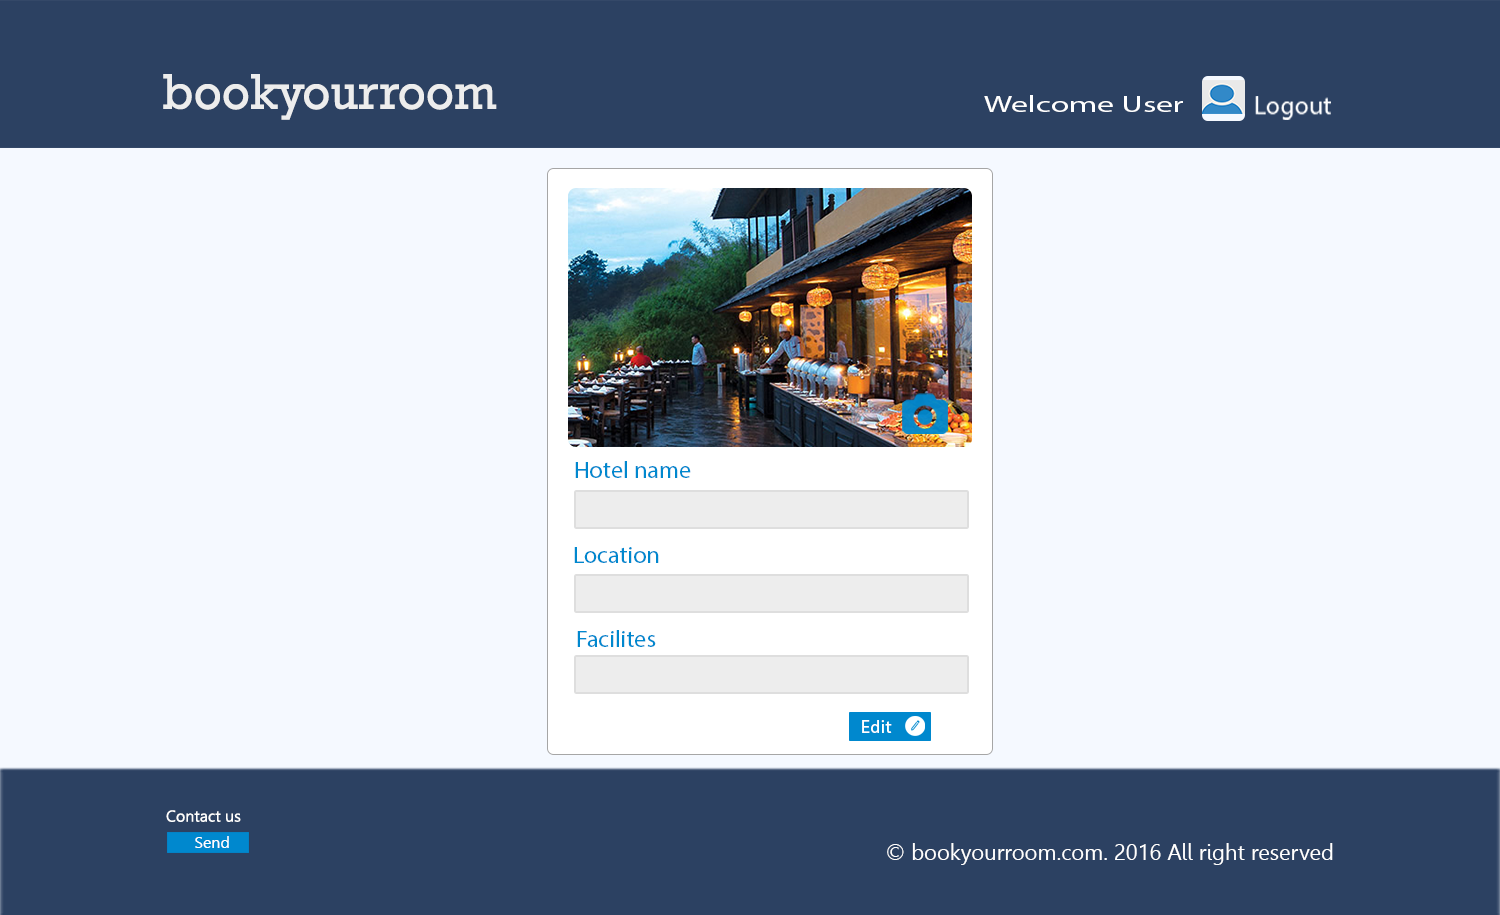 bookyourroom
Welcome User
Logout
Hotel name
Location
Facilites
Edit
Contact us
Send
© bookyourroom.com. 2016 All right reserved